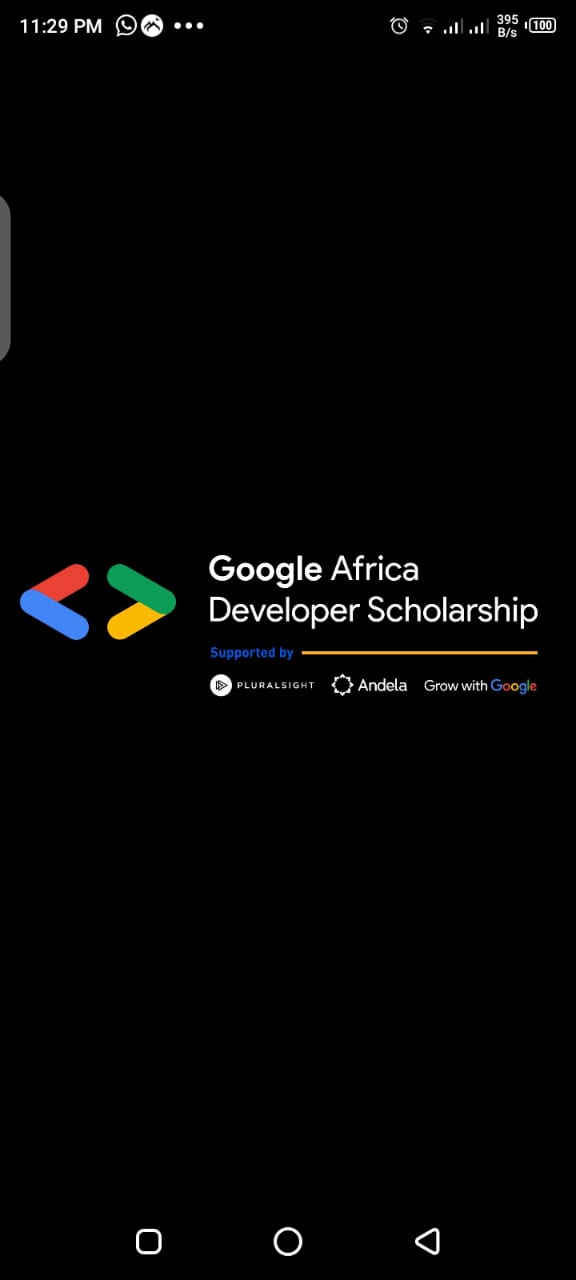 11:29 PM 395 B/s 100
Google Africa
Developer Scholarship
Supported by
PLURALSIGHT Andela Grow with Google